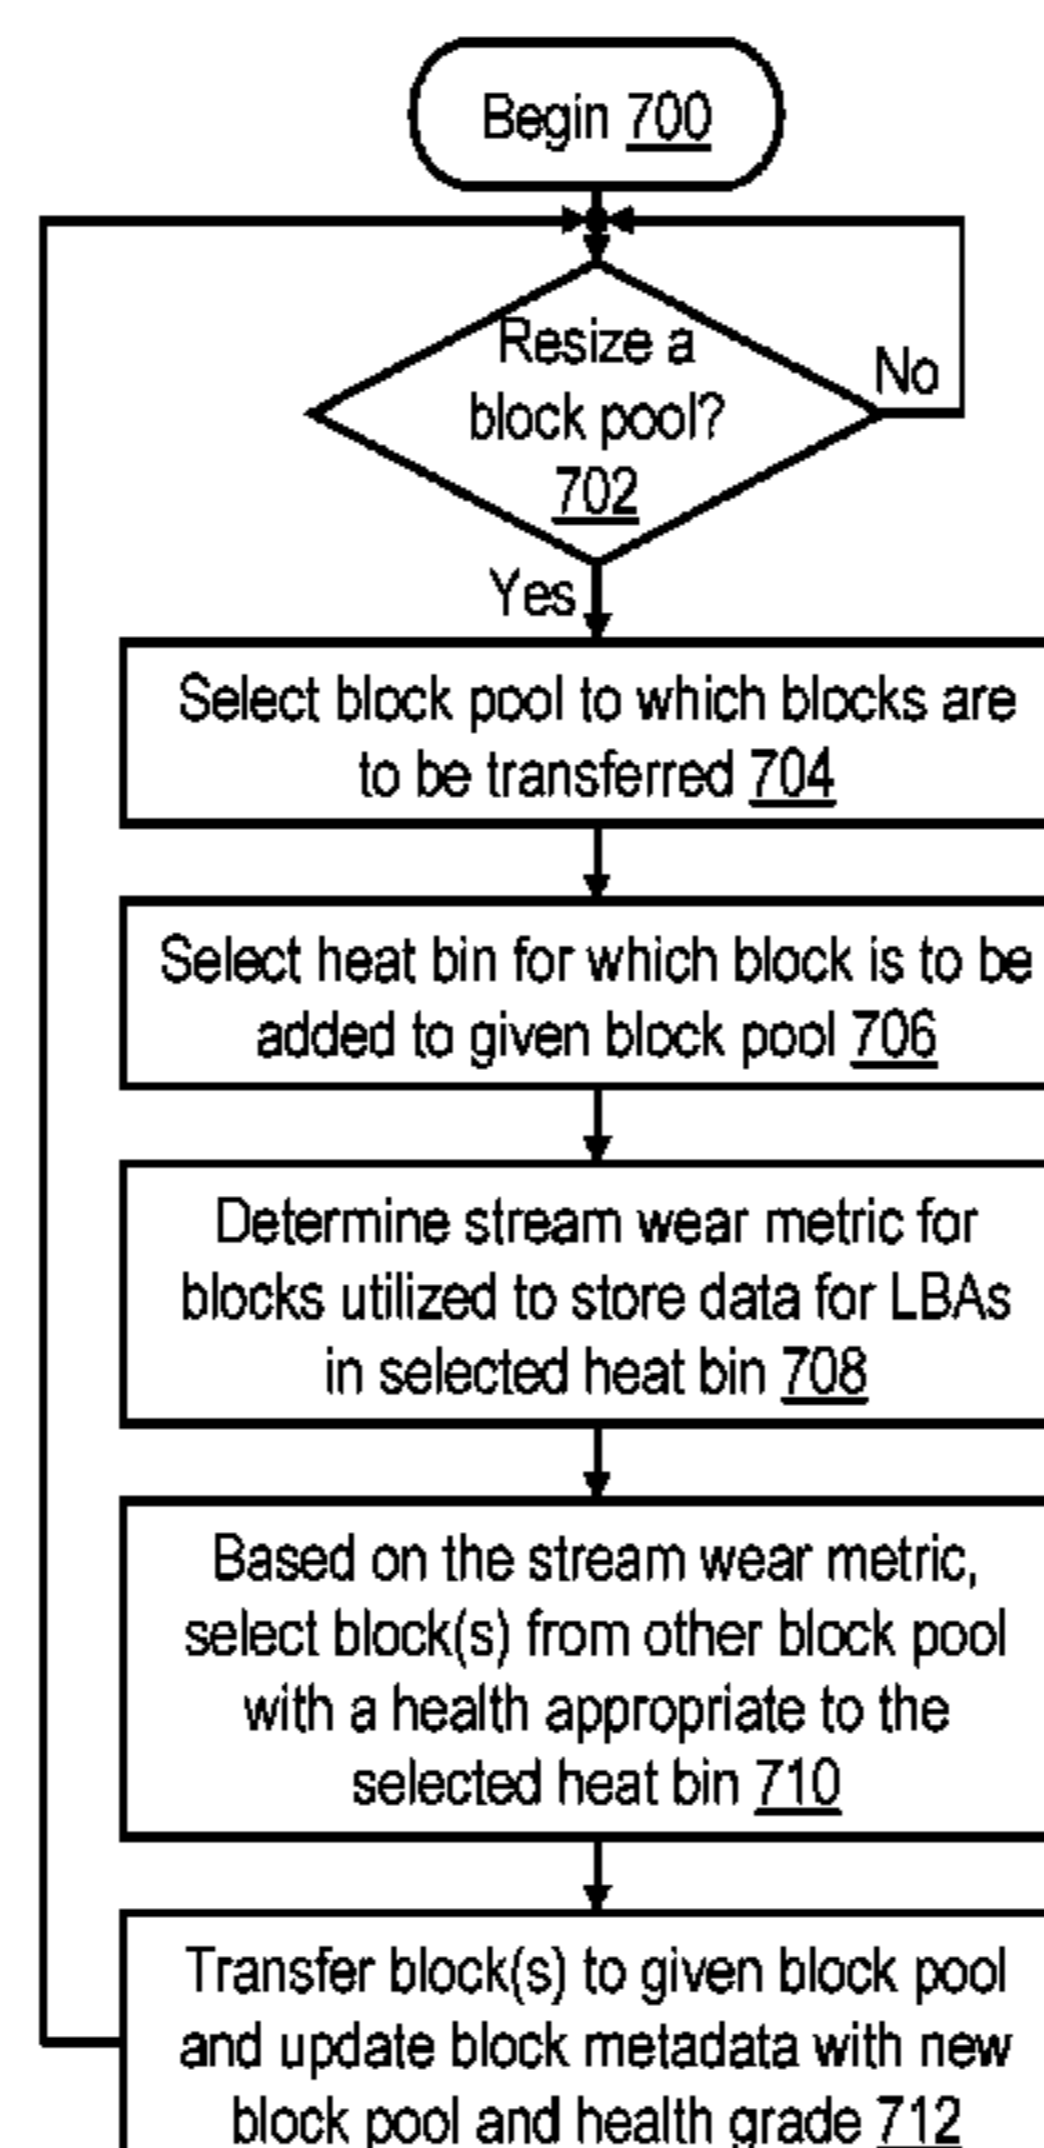 Begin 700
Resize a
block pool?
702
No
Yes
Select block pool to which blocks are
to be transferred 704
Select heat bin for which block is to be
added to given block pool 706
Determine stream wear metric for
blocks utilized to store data for LBAs
in selected heat bin 708
Based on the stream wear metric,
select block(s) from other block pool
with a health appropriate to the
selected heat bin 710
Transfer block(s) to given block pool
and update block metadata with new
block pool and health grade 712